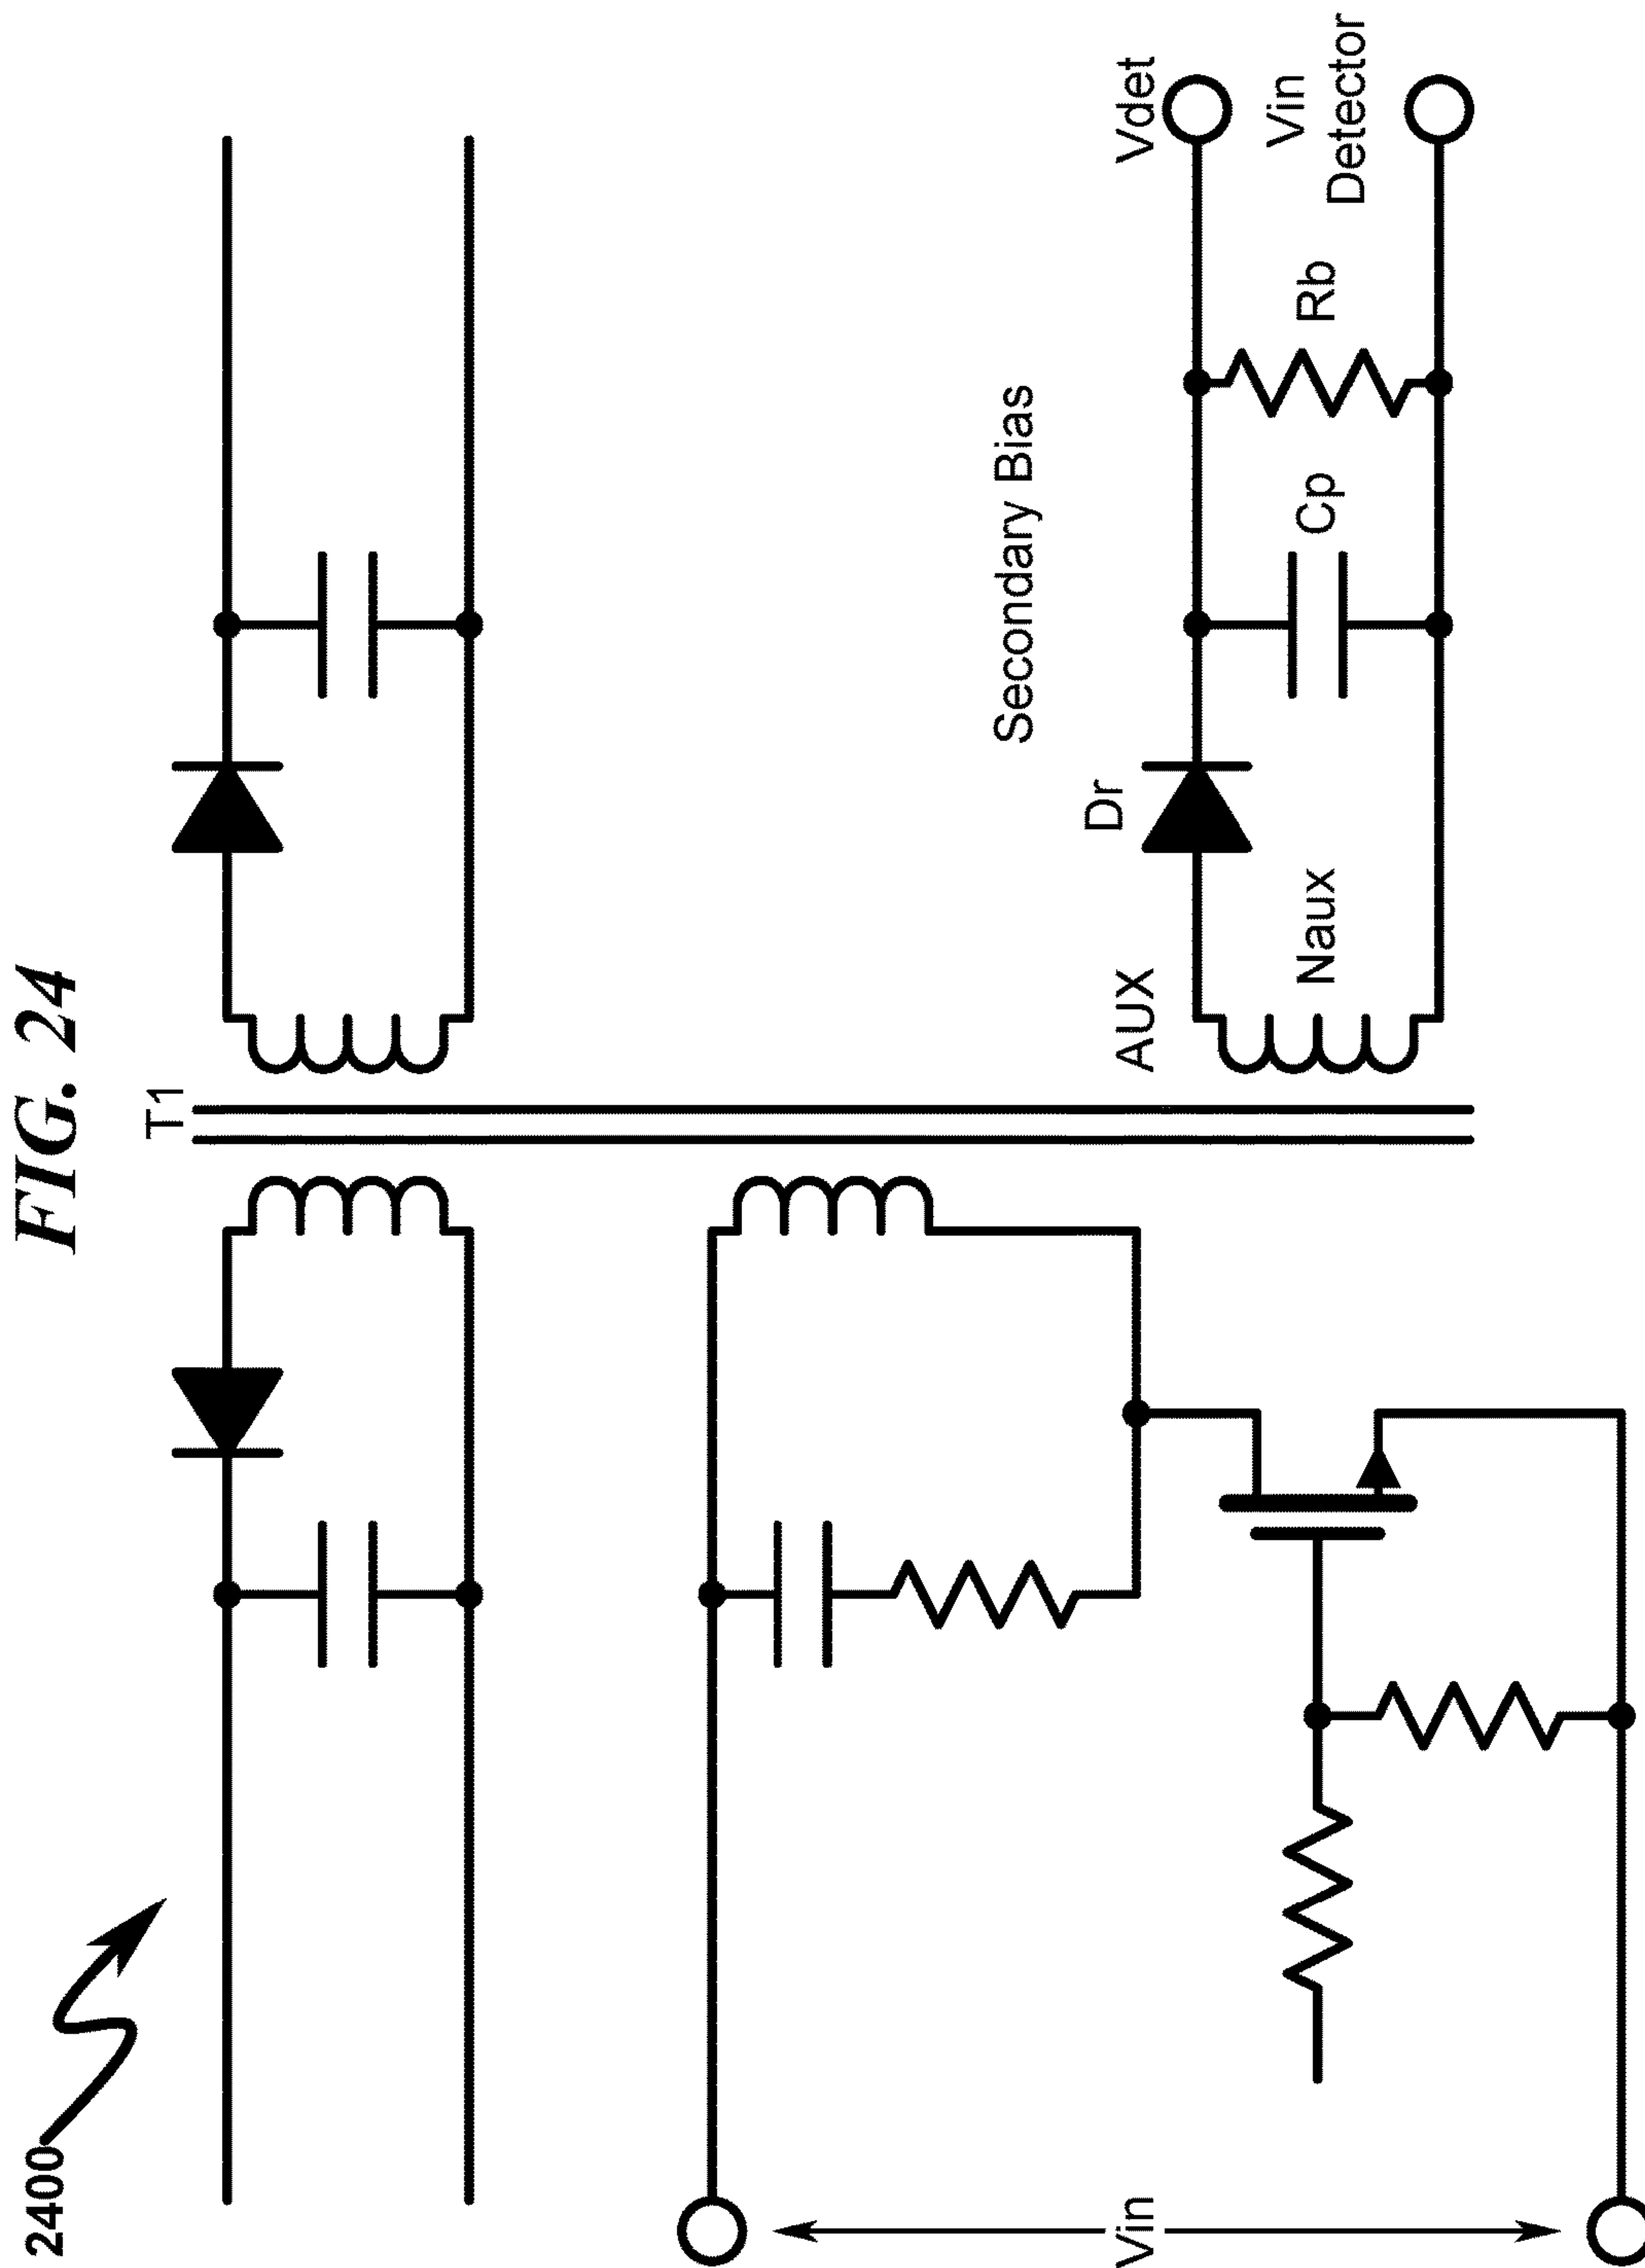 FIG. 24
2400
T1
Secondary Bias
AUX
Dr
Vdet
Naux
Cp
Rb
Vin
Detector
Vin